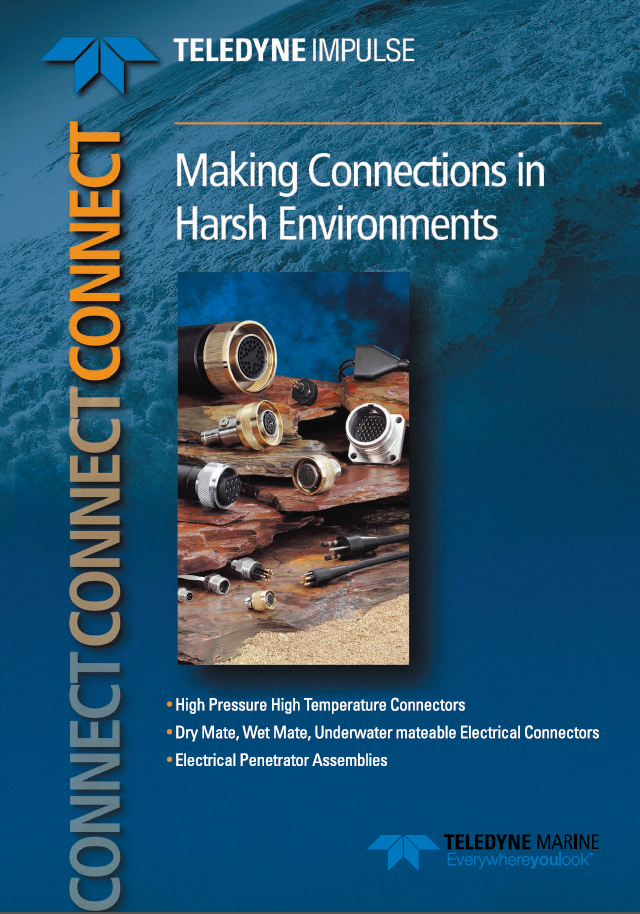 TELEDYNE IMPULSE
CONNECT CONNECT CONNECT
Making Connections in
Harsh Environments
• High Pressure High Temperature Connectors
• Dry Mate, Wet Mate, Underwater mateable Electrical Connectors
• Electrical Penetrator Assemblies
TELEDYNE MARINE
Everywhereyoulook™